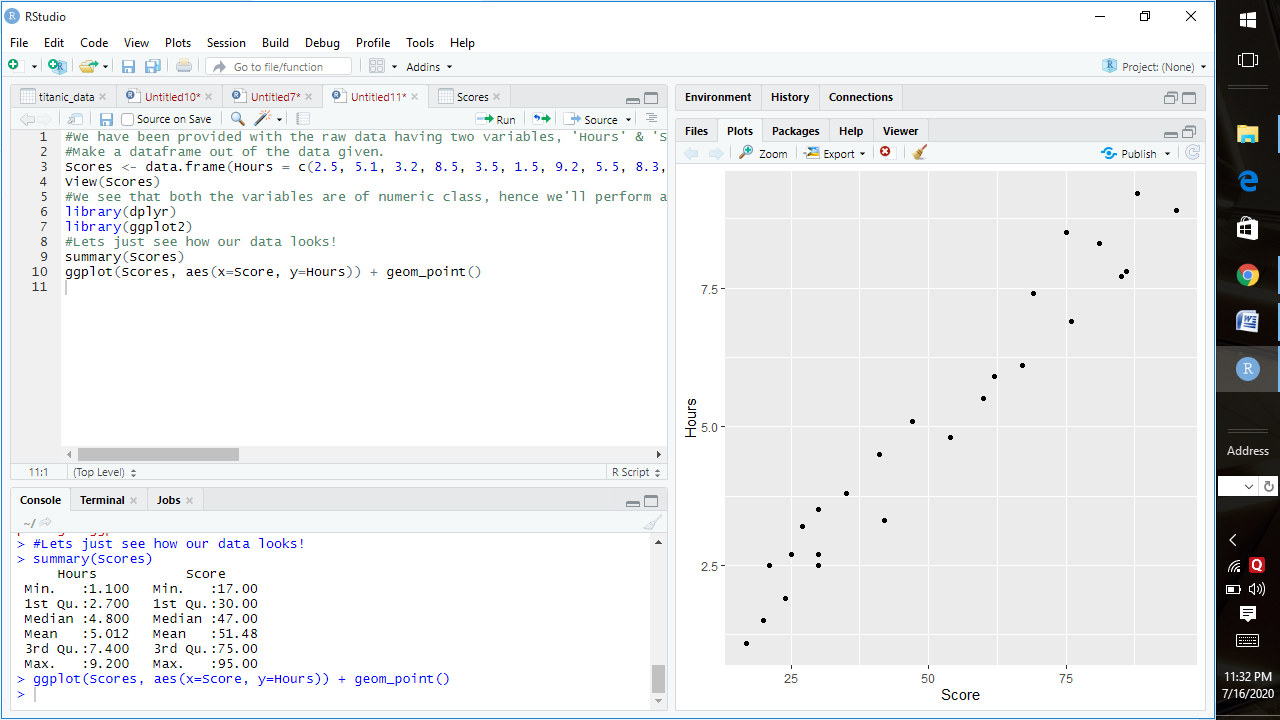 RStudio
File Edit Code View Plots Session Build Debug Profile Tools Help
Go to file/function Addins Project: (None)
titanic_data Untitled10* Untitled7* Untitled11* Scores
Source on Save Run Source
1 #We have been provided with the raw data having two variables, 'Hours' & 'S
2 #Make a dataframe out of the data given.
3 Scores <- data.frame(Hours = c(2.5, 5.1, 3.2, 8.5, 3.5, 1.5, 9.2, 5.5, 8.3,
4 View(Scores)
5 #We see that both the variables are of numeric class, hence we'll perform a
6 library(dplyr)
7 library(ggplot2)
8 #Lets just see how our data looks!
9 summary(Scores)
10 ggplot(Scores, aes(x=Score, y=Hours)) + geom_point()
11
11:1 (Top Level) R Script
Console Terminal Jobs
~/
> #Lets just see how our data looks!
> summary(Scores)
Hours Score
Min. :1.100 Min. :17.00
1st Qu.:2.700 1st Qu.:30.00
Median :4.800 Median :47.00
Mean :5.012 Mean :51.48
3rd Qu.:7.400 3rd Qu.:75.00
Max. :9.200 Max. :95.00
> ggplot(Scores, aes(x=Score, y=Hours)) + geom_point()
>
Environment History Connections
Files Plots Packages Help Viewer
Zoom Export Publish
7.5
5.0
2.5
Hours
25 50 75
Score
Address
11:32 PM
7/16/2020